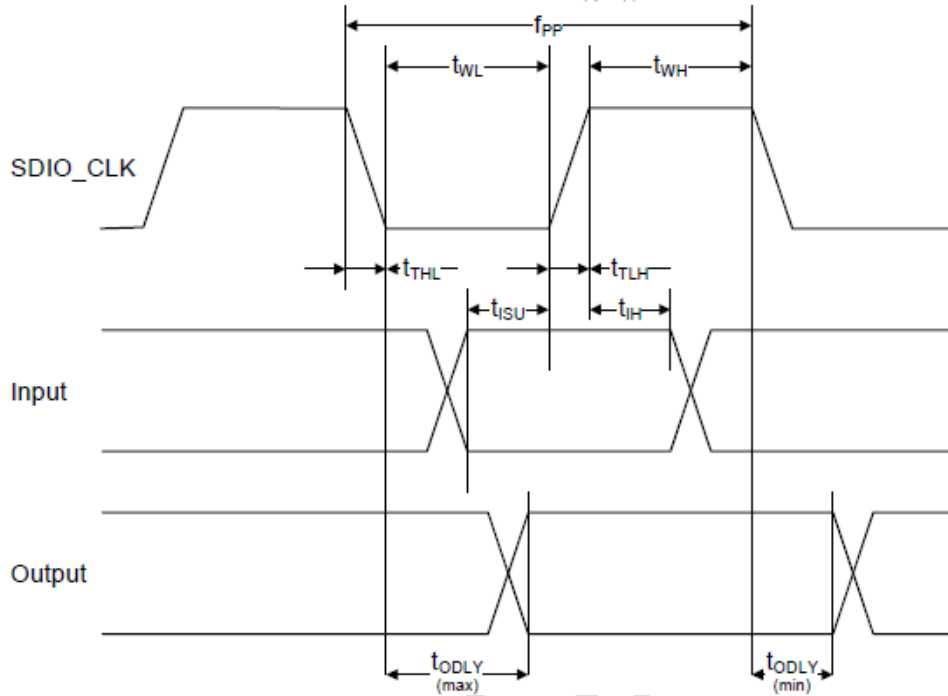 fPP
tWL
tWH
SDIO_CLK
tTHL
tTLH
tISU
tIH
Input
Output
tODLY
(max)
tODLY
(min)